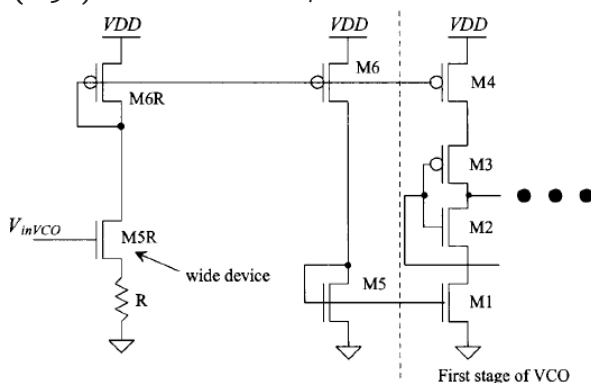 VDD
VDD
VDD
M6R
M6
M4
M3
M2
VinVCO
M5R
wide device
R
M5
M1
First stage of VCO